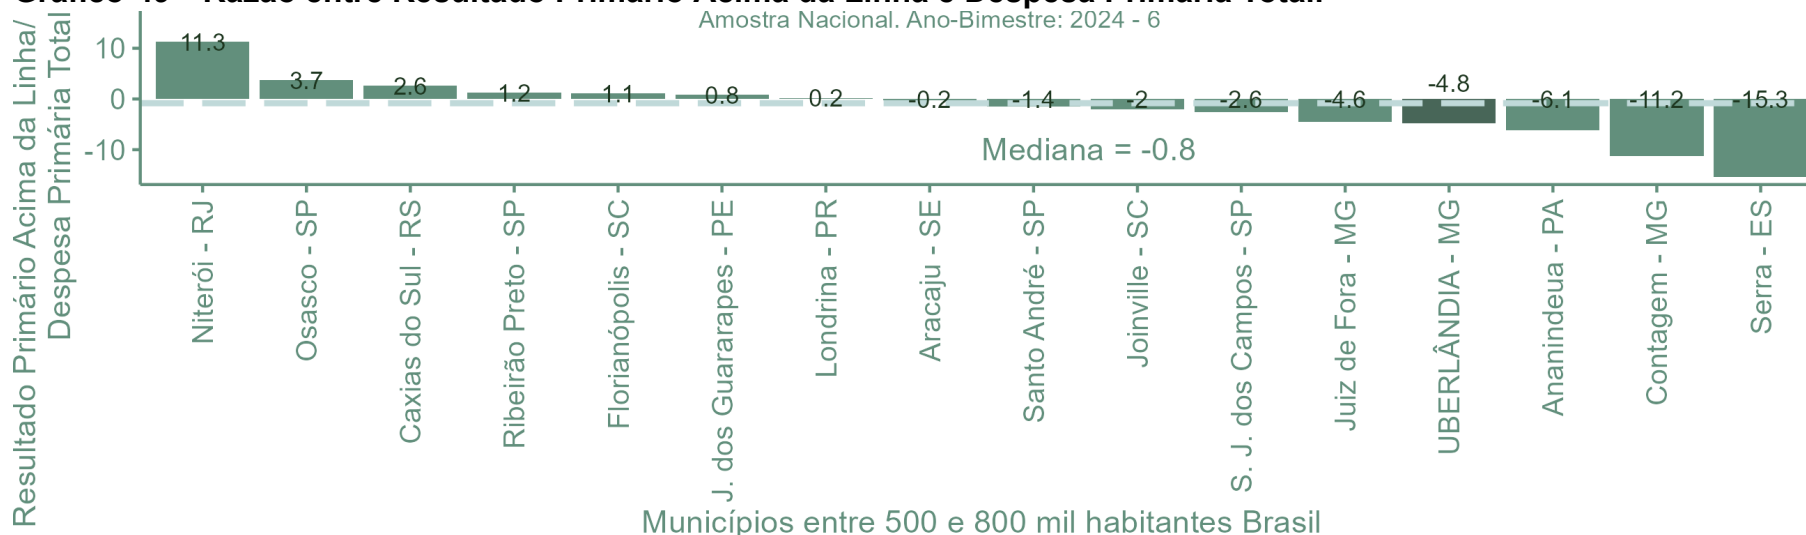 Amostra Nacional. Ano-Bimestre: 2024 - 6
Resultado Primário Acima da Linha/
Despesa Primária Total
10
0
-10
11.3
3.7
2.6
1.2
1.1
0.8
0.2
-0.2
-1.4
-2
-2.6
-4.6
-4.8
-6.1
-11.2
-15.3
Mediana = -0.8
Niterói - RJ
Osasco - SP
Caxias do Sul - RS
Ribeirão Preto - SP
Florianópolis - SC
J. dos Guararapes - PE
Londrina - PR
Aracaju - SE
Santo André - SP
Joinville - SC
S. J. dos Campos - SP
Juiz de Fora - MG
UBERLÂNDIA - MG
Ananindeua - PA
Contagem - MG
Serra - ES
Municípios entre 500 e 800 mil habitantes Brasil